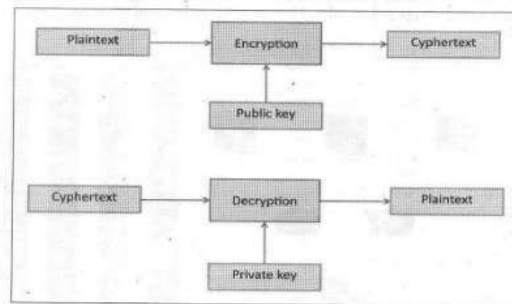 Plaintext
Encryption
Cyphertext
Public key
Cyphertext
Decryption
Plaintext
Private key